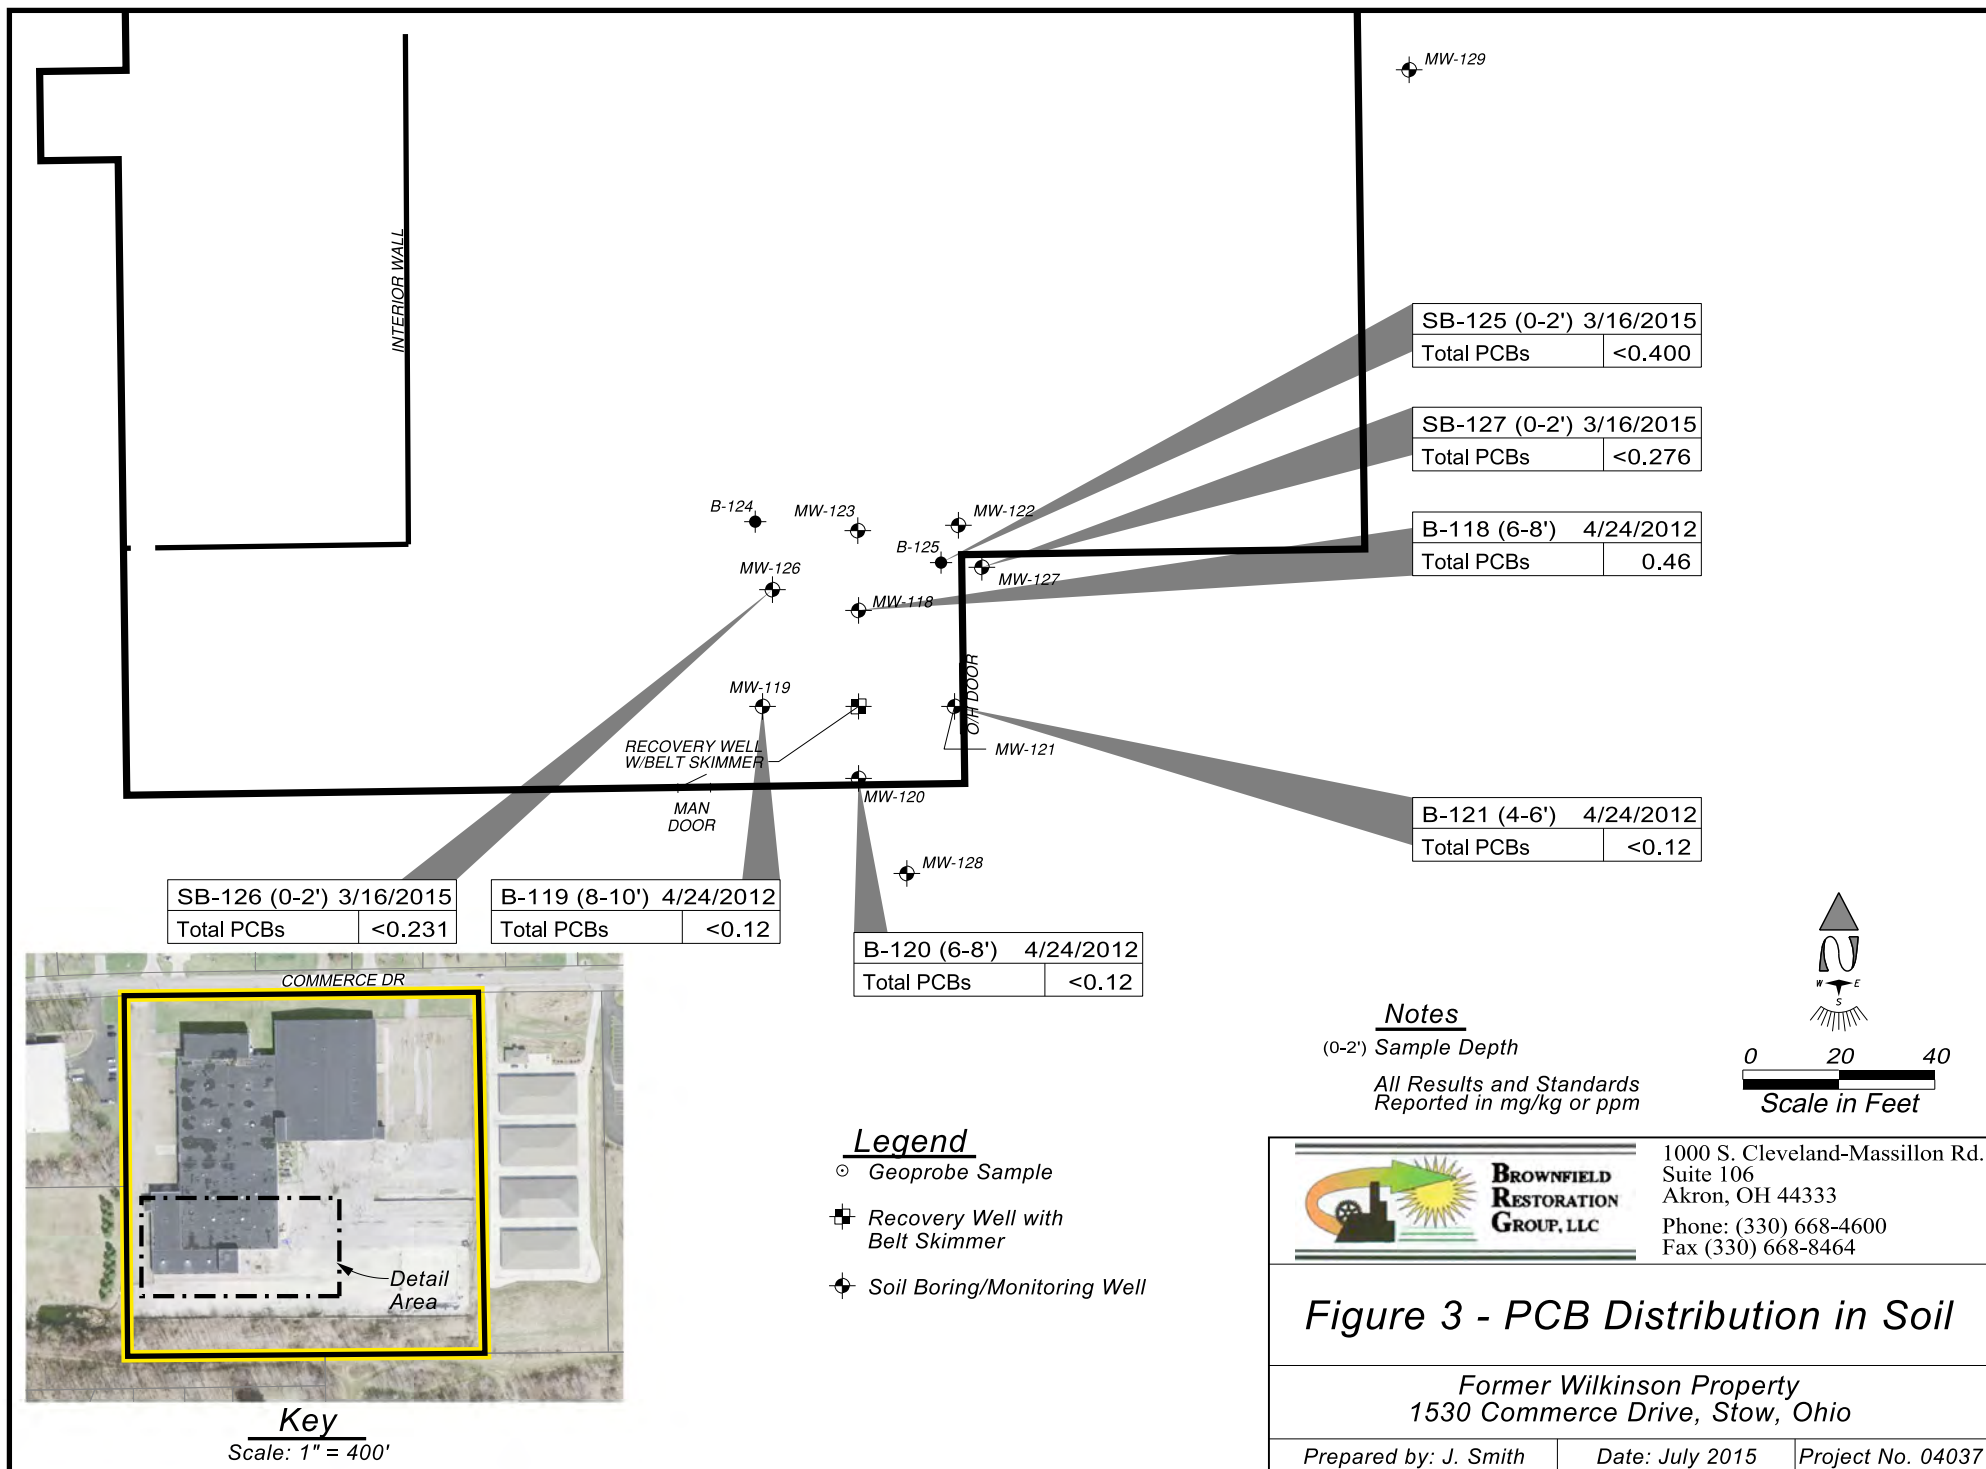 MW-129
INTERIOR WALL
SB-125 (0-2') 3/16/2015
Total PCBs <0.400
SB-127 (0-2') 3/16/2015
Total PCBs <0.276
B-118 (6-8') 4/24/2012
Total PCBs 0.46
B-124
MW-123
MW-122
B-125
MW-126
MW-127
MW-118
MW-119
O/H DOOR
RECOVERY WELL
W/BELT SKIMMER
MW-121
MAN
DOOR
MW-120
MW-128
B-121 (4-6') 4/24/2012
Total PCBs <0.12
SB-126 (0-2') 3/16/2015
Total PCBs <0.231
B-119 (8-10') 4/24/2012
Total PCBs <0.12
B-120 (6-8') 4/24/2012
Total PCBs <0.12
COMMERCE DR
Detail
Area
Key
Scale: 1" = 400'
Legend
Geoprobe Sample
Recovery Well with
Belt Skimmer
Soil Boring/Monitoring Well
Notes
(0-2') Sample Depth
All Results and Standards
Reported in mg/kg or ppm
N
W E
S
0 20 40
Scale in Feet
BROWNFIELD
RESTORATION
GROUP, LLC
1000 S. Cleveland-Massillon Rd.
Suite 106
Akron, OH 44333
Phone: (330) 668-4600
Fax (330) 668-8464
Figure 3 - PCB Distribution in Soil
Former Wilkinson Property
1530 Commerce Drive, Stow, Ohio
Prepared by: J. Smith Date: July 2015 Project No. 04037